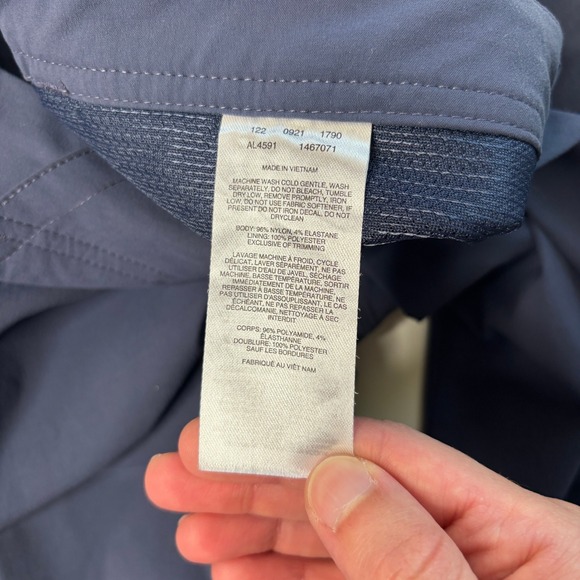 122 0921 1790
AL4591 1467071
MADE IN VIETNAM
MACHINE WASH COLD GENTLE, WASH
SEPARATELY, DO NOT BLEACH, TUMBLE
DRY LOW, REMOVE PROMPTLY, IRON
LOW, DO NOT USE FABRIC SOFTENER, IF
PRESENT DO NOT IRON DECAL, DO NOT
DRYCLEAN
BODY: 96% NYLON, 4% ELASTANE
LINING: 100% POLYESTER
EXCLUSIVE OF TRIMMING
LAVAGE MACHINE À FROID, CYCLE
DÉLICAT, LAVER SÉPARÉMENT, NE PAS
UTILISER D'EAU DE JAVEL, SÉCHAGE
MACHINE, BASSE TEMPÉRATURE, SORTIR
IMMÉDIATEMENT DE LA MACHINE,
REPASSER À BASSE TEMPÉRATURE, NE PAS
UTILISER D'ASSOUPLISSANT, LE CAS
ÉCHÉANT, NE PAS REPASSER LA
DÉCALCOMANIE, NETTOYAGE À SEC
INTERDIT
CORPS: 96% POLYAMIDE, 4%
ÉLASTHANNE
DOUBLURE: 100% POLYESTER
SAUF LES BORDURES
FABRIQUÉ AU VIÊT NAM